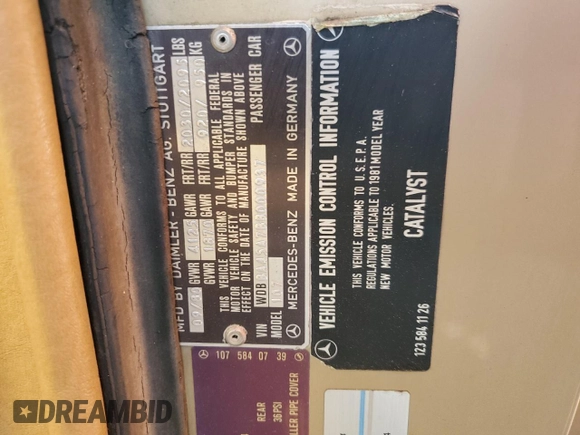 MFD BY DAIMLER-BENZ AG. STUTTGART
GVWR GAWR FRT/RR LBS
GVWR GAWR FRT/RR KG
THIS VEHICLE CONFORMS TO ALL APPLICABLE FEDERAL
MOTOR VEHICLE SAFETY AND BUMPER STANDARDS IN
EFFECT ON THE DATE OF MANUFACTURE SHOWN ABOVE
VIN PASSENGER CAR
MODEL
MERCEDES-BENZ MADE IN GERMANY
VEHICLE EMISSION CONTROL INFORMATION
THIS VEHICLE CONFORMS TO U.S.E.P.A.
REGULATIONS APPLICABLE TO 1981 MODEL YEAR
NEW MOTOR VEHICLES.
CATALYST
123 584 11 26
107 584 07 39
REAR
36 PSI
LLER PIPE COVER
DREAMBID